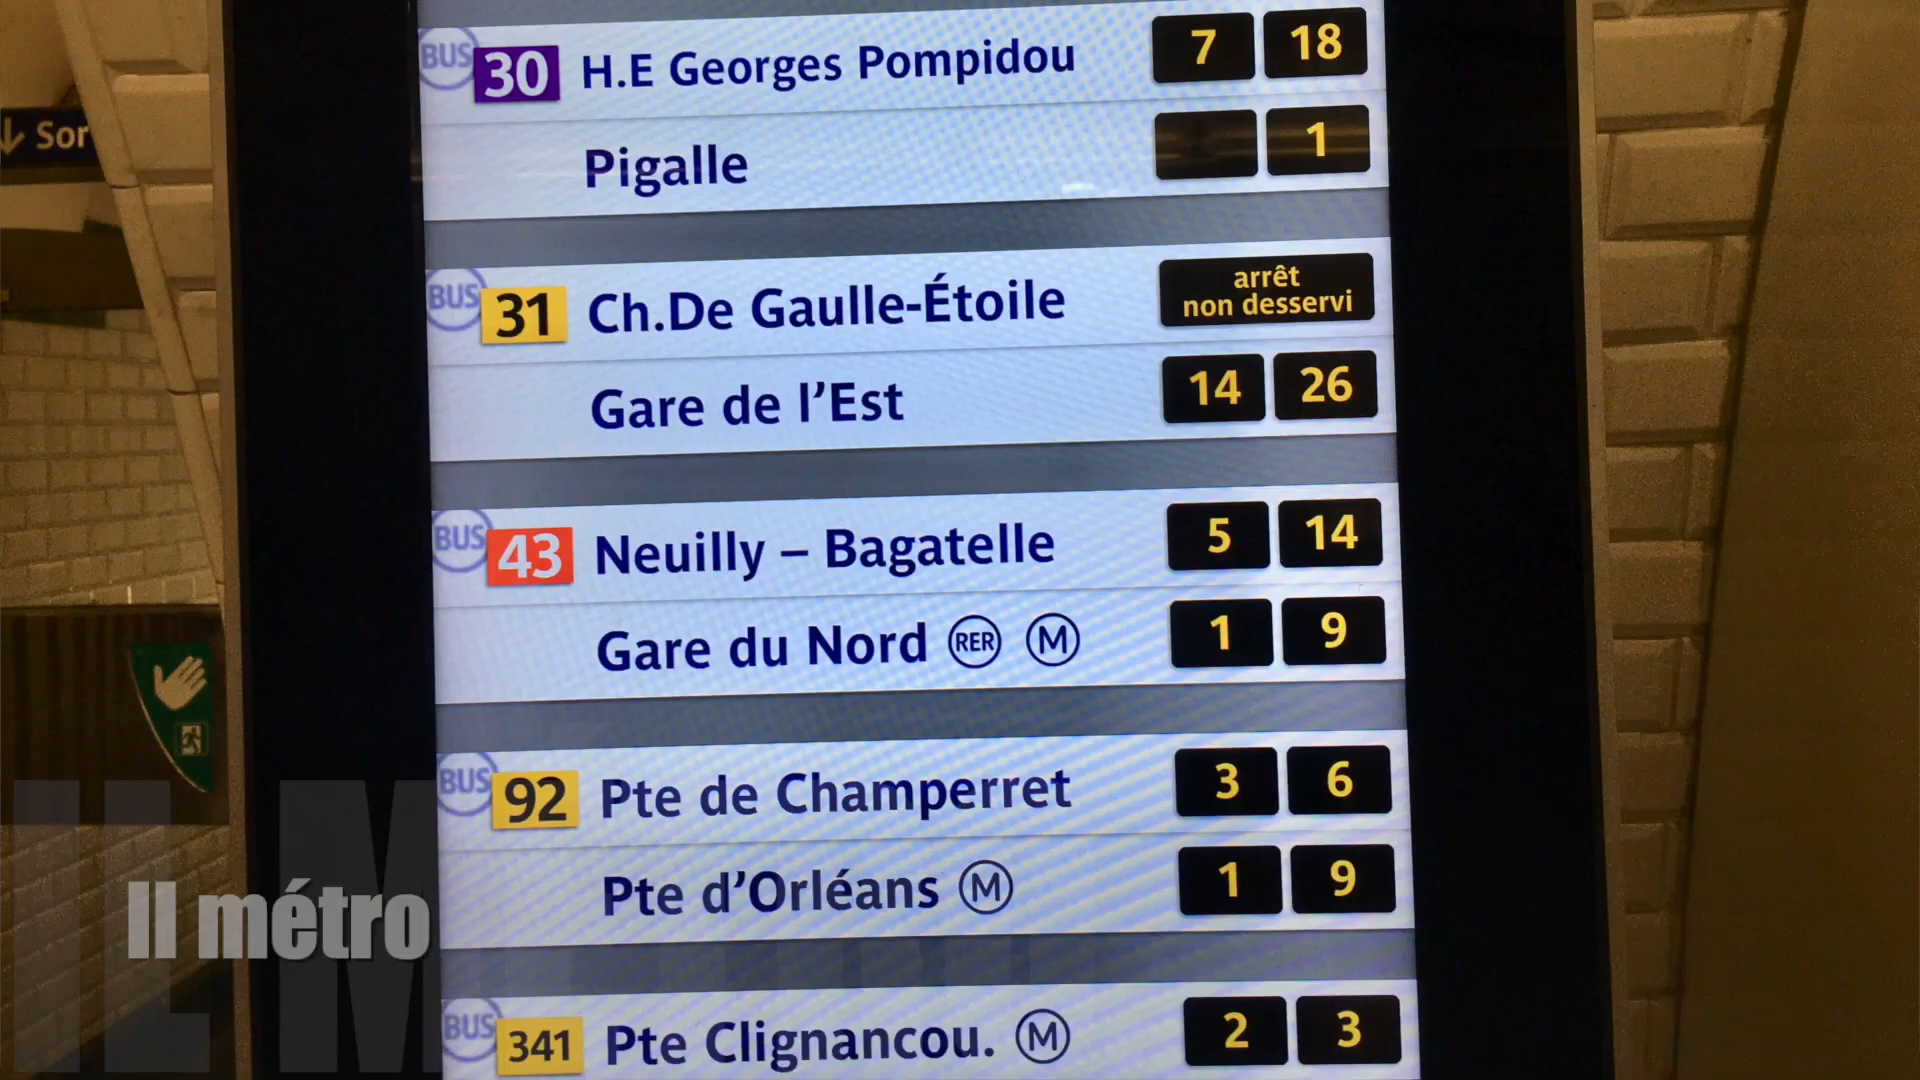 Sor
BUS 30 H.E Georges Pompidou 7 18
Pigalle 1
BUS 31 Ch.De Gaulle-Étoile arrêt
non desservi
Gare de l'Est 14 26
BUS 43 Neuilly – Bagatelle 5 14
Gare du Nord RER M 1 9
BUS 92 Pte de Champerret 3 6
Pte d'Orléans M 1 9
BUS 341 Pte Clignancou. M 2 3
Il métro
IL M